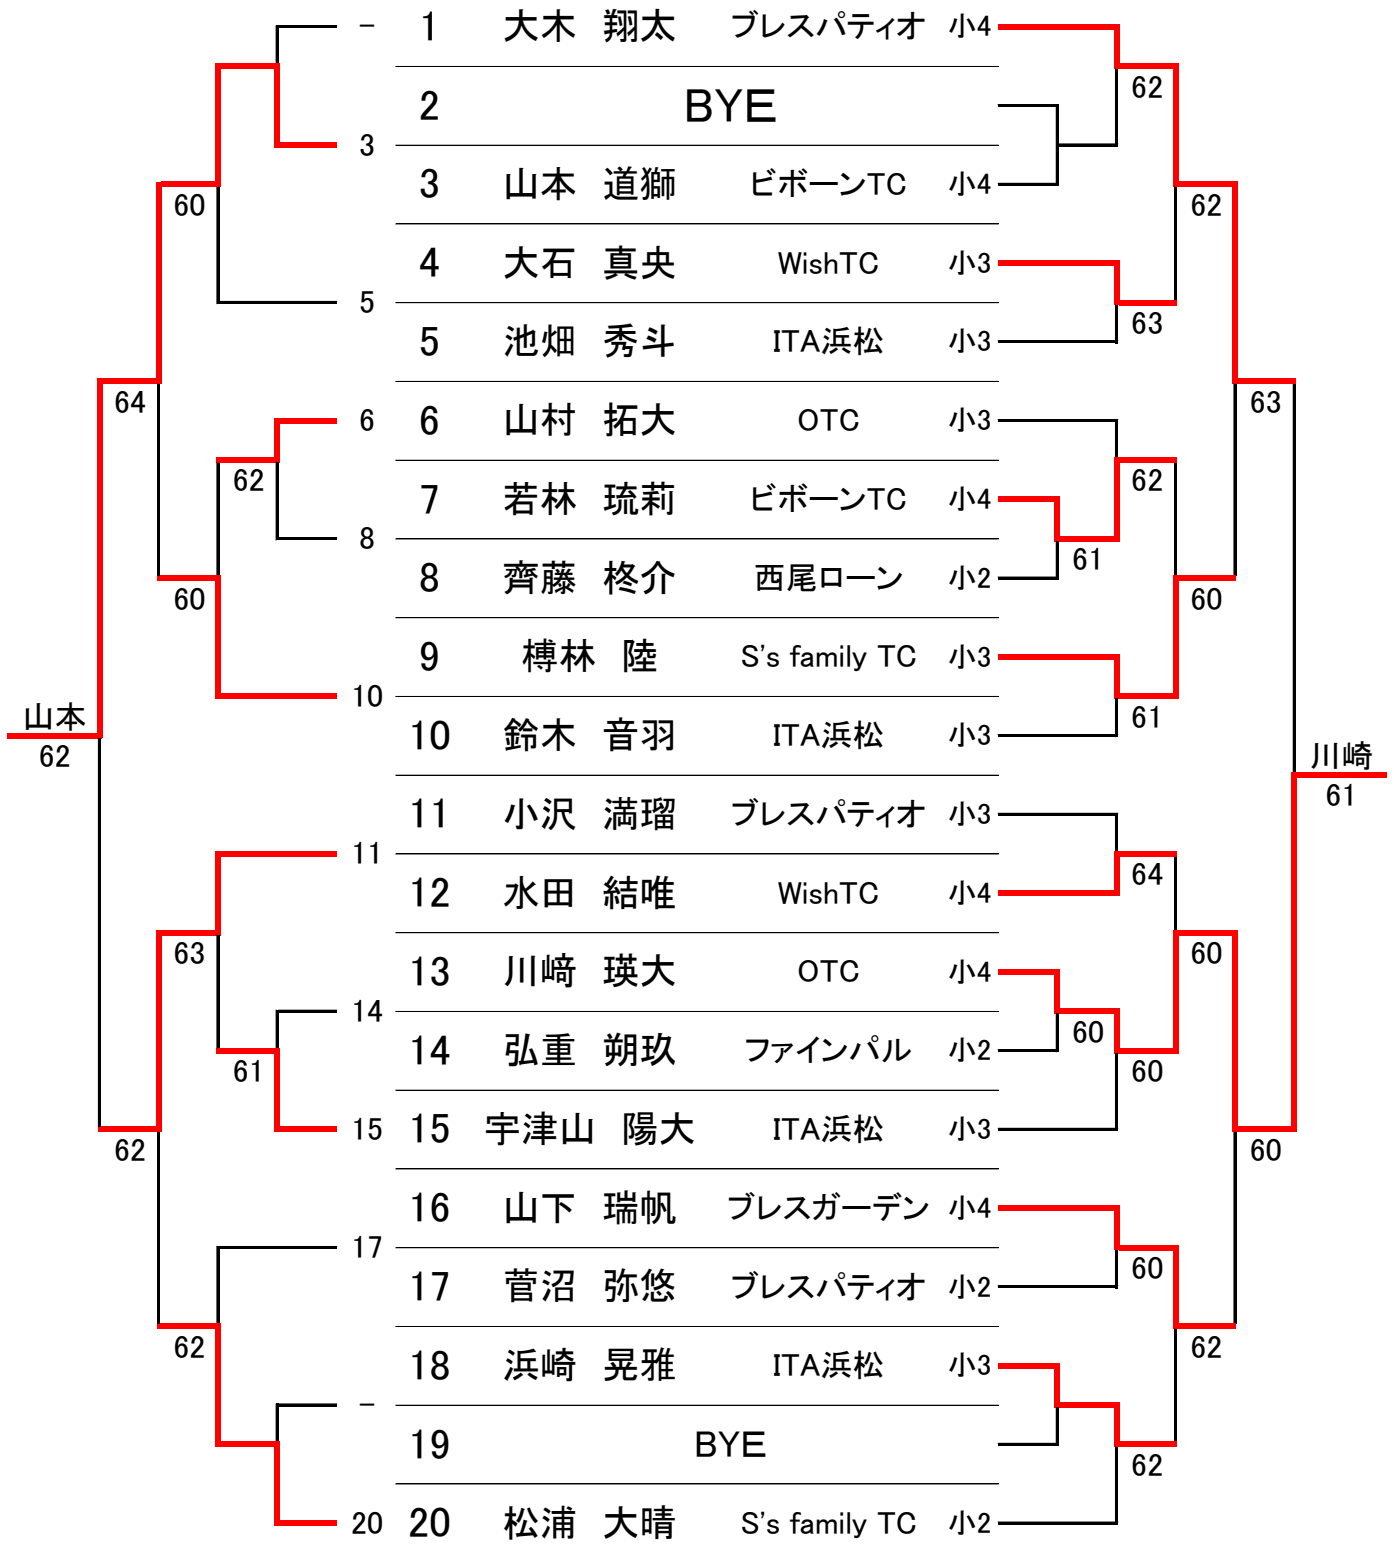 - 1 大木 翔太 ブレスパティオ 小4
62
2 BYE
3
3 山本 道獅 ビボーンTC 小4
60 62
4 大石 真央 WishTC 小3
5
63
5 池畑 秀斗 ITA浜松 小3
64 63
6 6 山村 拓大 OTC 小3
62 62
7 若林 琉莉 ビボーンTC 小4
8
61
8 齊藤 柊介 西尾ローン 小2
60 60
9 榑林 陸 S's family TC 小3
10
61
山本
10 鈴木 音羽 ITA浜松 小3
62
川崎
61
11 小沢 満瑠 ブレスパティオ 小3
11
64
12 水田 結唯 WishTC 小4
63 60
13 川﨑 瑛大 OTC 小4
14
60
14 弘重 朔玖 ファインパル 小2
61 60
15 15 宇津山 陽大 ITA浜松 小3
62 60
16 山下 瑞帆 ブレスガーデン 小4
17
60
17 菅沼 弥悠 ブレスパティオ 小2
62 62
18 浜崎 晃雅 ITA浜松 小3
-
19 BYE
62
20 20 松浦 大晴 S's family TC 小2